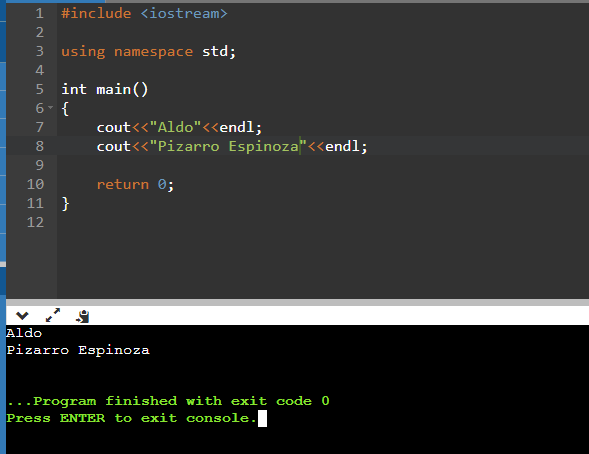 1 #include <iostream>
2
3 using namespace std;
4
5 int main()
6 {
7     cout<<"Aldo"<<endl;
8     cout<<"Pizarro Espinoza"<<endl;
9
10     return 0;
11 }
12
Aldo
Pizarro Espinoza
...Program finished with exit code 0
Press ENTER to exit console.